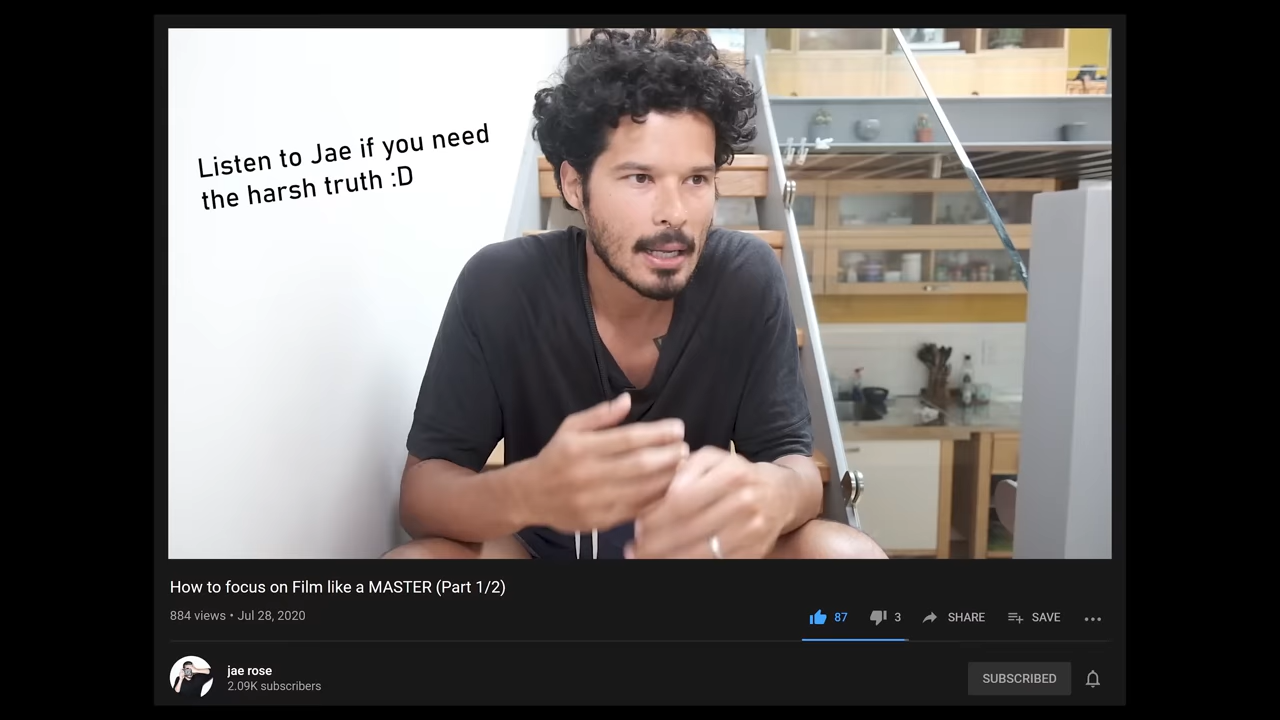 Listen to Jae if you need
the harsh truth :D
How to focus on Film like a MASTER (Part 1/2)
884 views • Jul 28, 2020
87
3
SHARE
SAVE
jae rose
2.09K subscribers
SUBSCRIBED